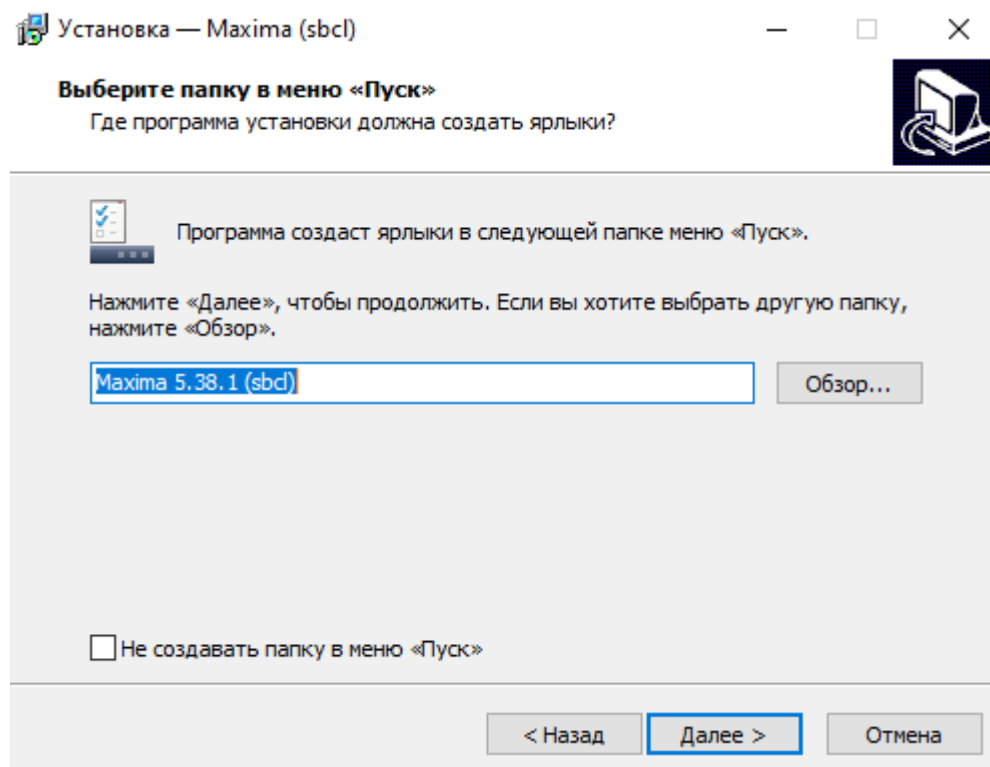 Установка — Maxima (sbcl)
Выберите папку в меню «Пуск»
Где программа установки должна создать ярлыки?
Программа создаст ярлыки в следующей папке меню «Пуск».
Нажмите «Далее», чтобы продолжить. Если вы хотите выбрать другую папку,
нажмите «Обзор».
Maxima 5.38.1 (sbcl)
Обзор...
Не создавать папку в меню «Пуск»
< Назад
Далее >
Отмена